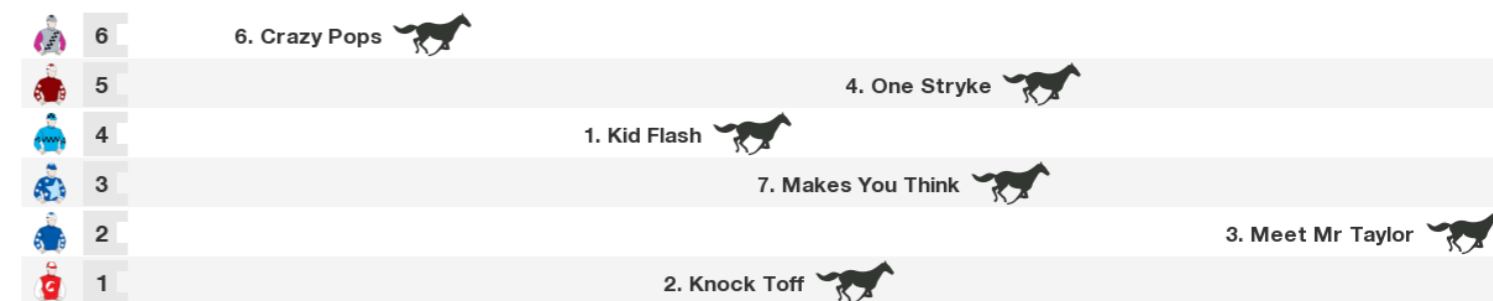 6 6. Crazy Pops
5 4. One Stryke
4 1. Kid Flash
3 7. Makes You Think
2 3. Meet Mr Taylor
1 2. Knock Toff